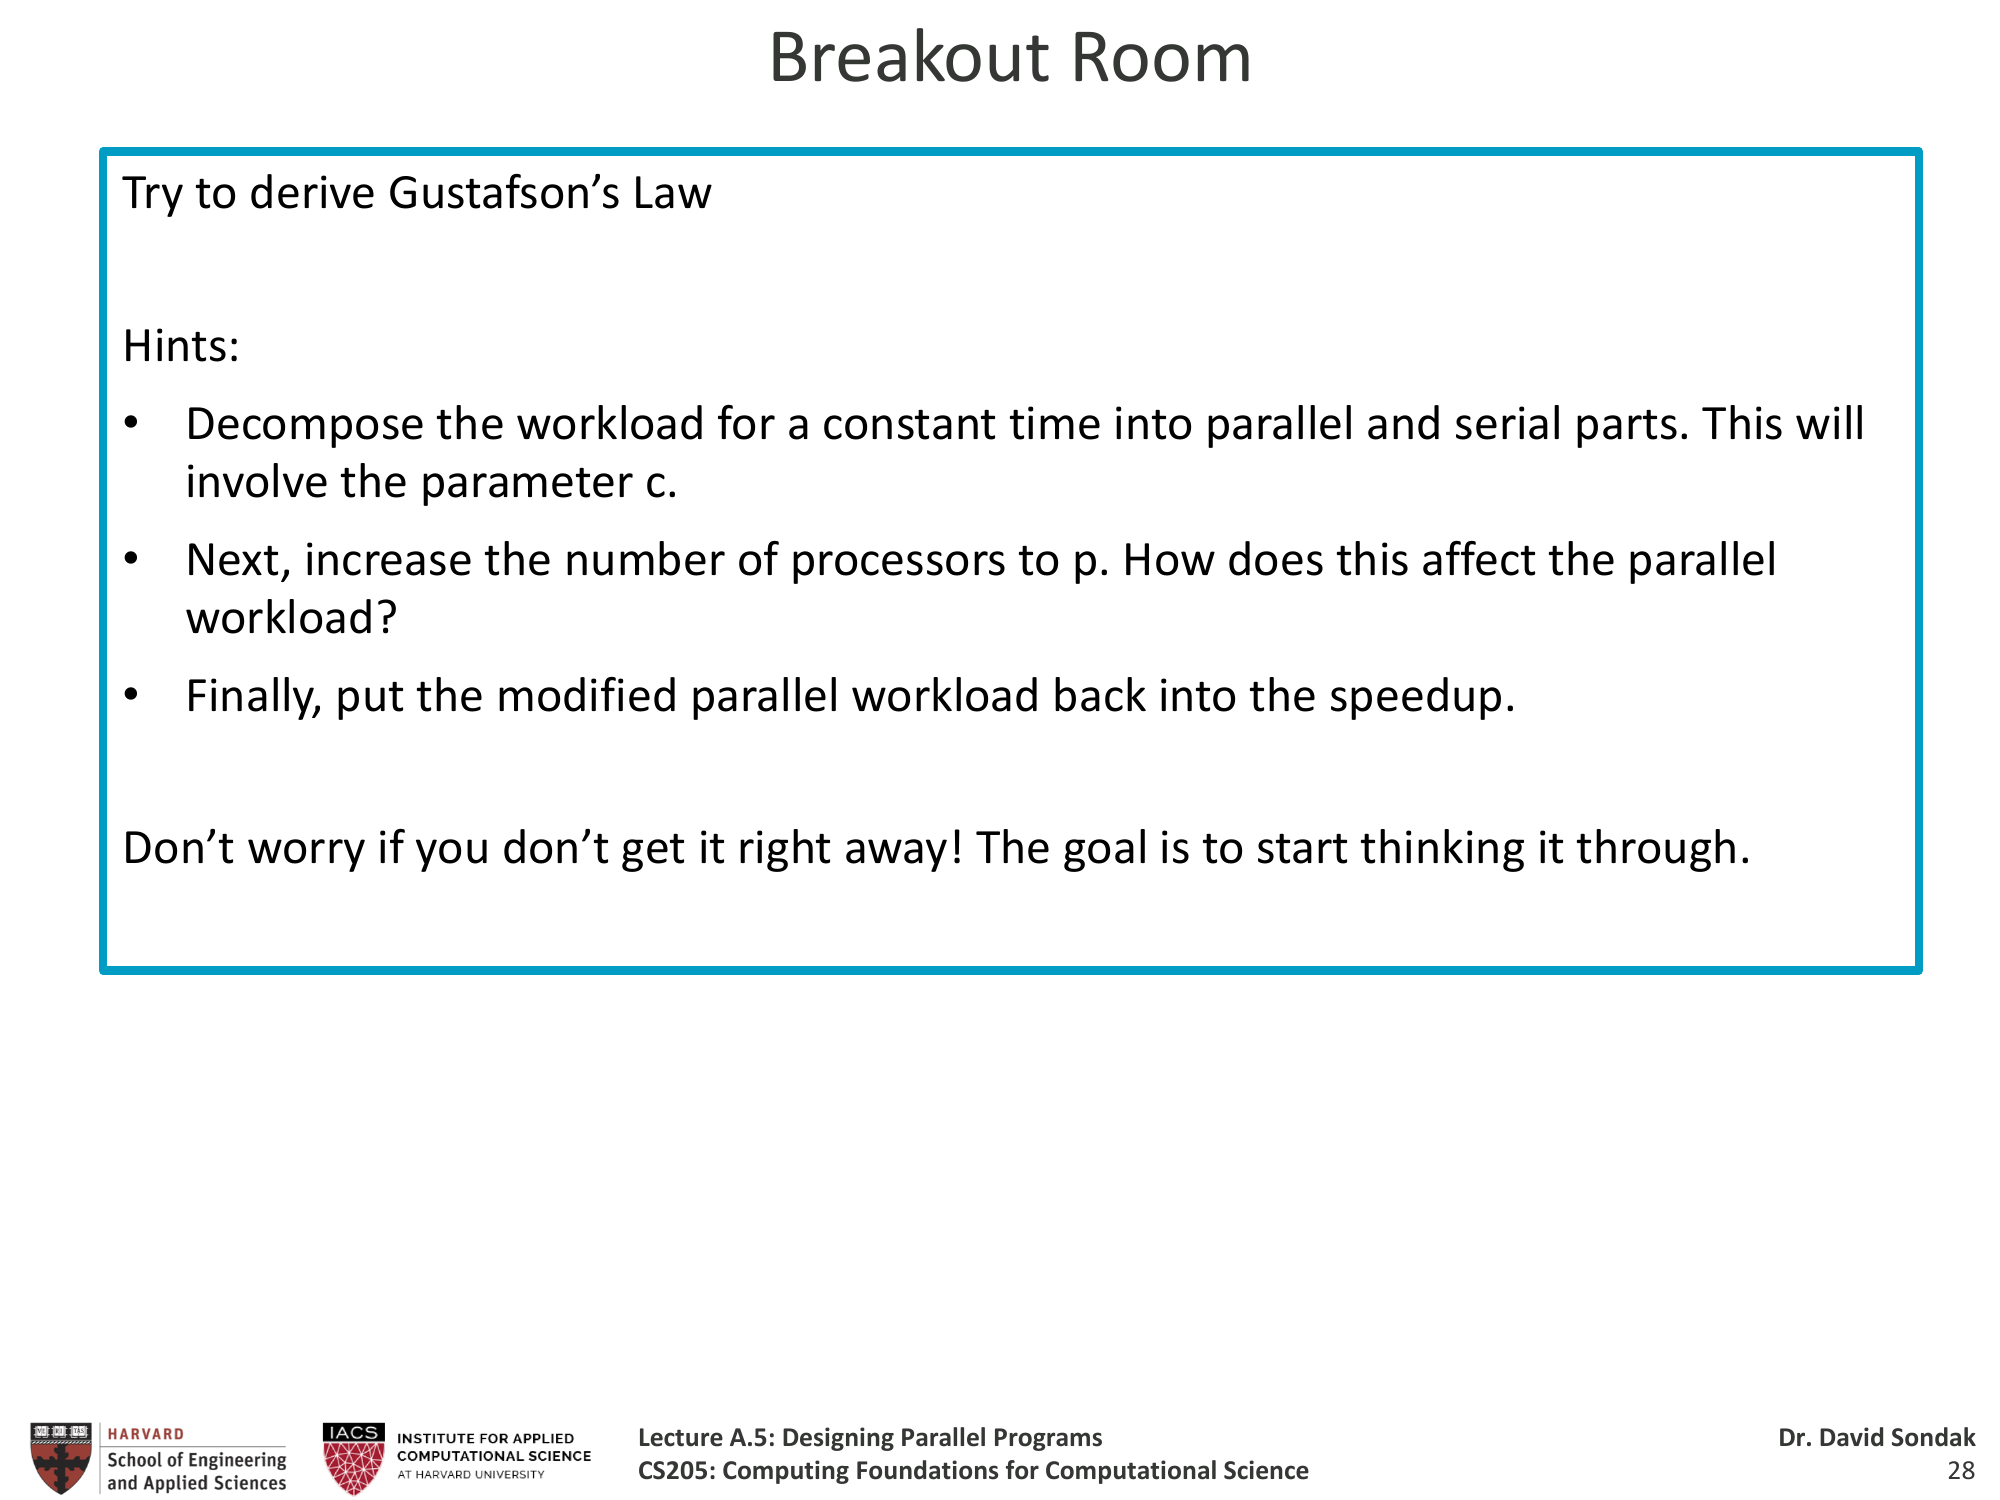 Breakout Room
Try to derive Gustafson’s Law
Hints:
• Decompose the workload for a constant time into parallel and serial parts. This will
involve the parameter c.
• Next, increase the number of processors to p. How does this affect the parallel
workload?
• Finally, put the modified parallel workload back into the speedup.
Don’t worry if you don’t get it right away! The goal is to start thinking it through.
HARVARD
School of Engineering
and Applied Sciences
IACS
INSTITUTE FOR APPLIED
COMPUTATIONAL SCIENCE
AT HARVARD UNIVERSITY
Lecture A.5: Designing Parallel Programs
CS205: Computing Foundations for Computational Science
Dr. David Sondak
28